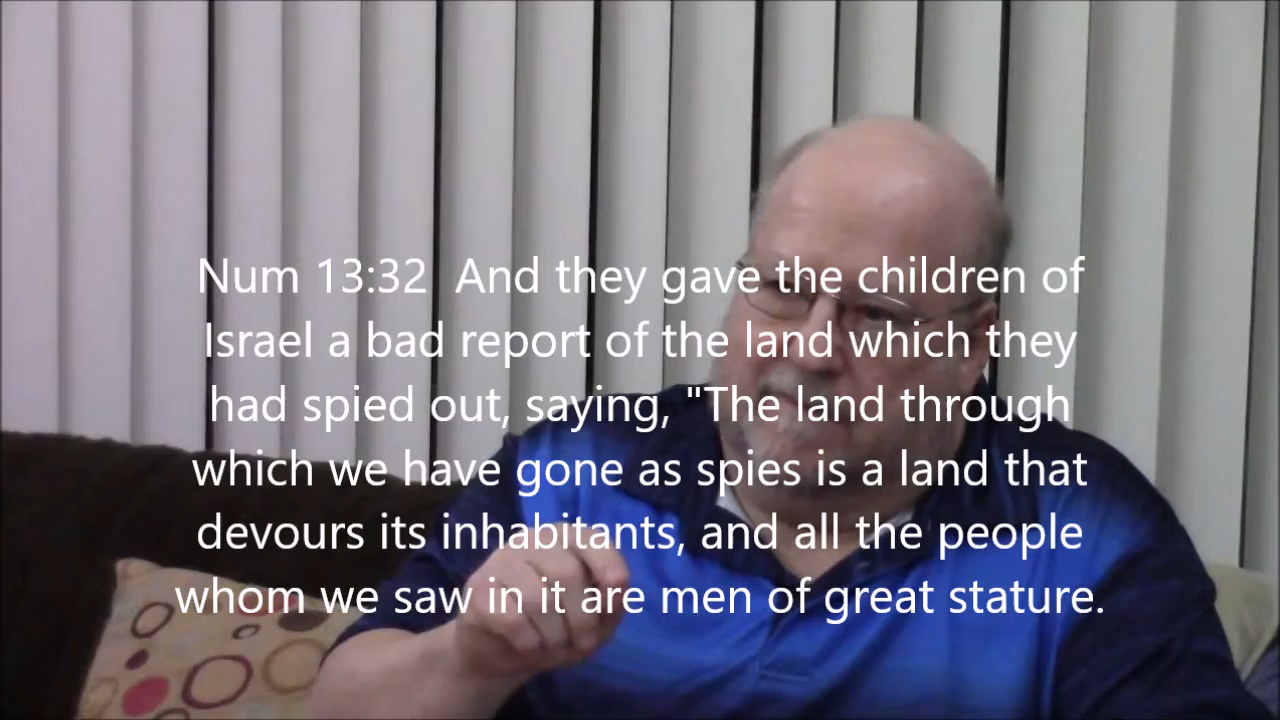 Num 13:32  And they gave the children of
Israel a bad report of the land which they
had spied out, saying, "The land through
which we have gone as spies is a land that
devours its inhabitants, and all the people
whom we saw in it are men of great stature.